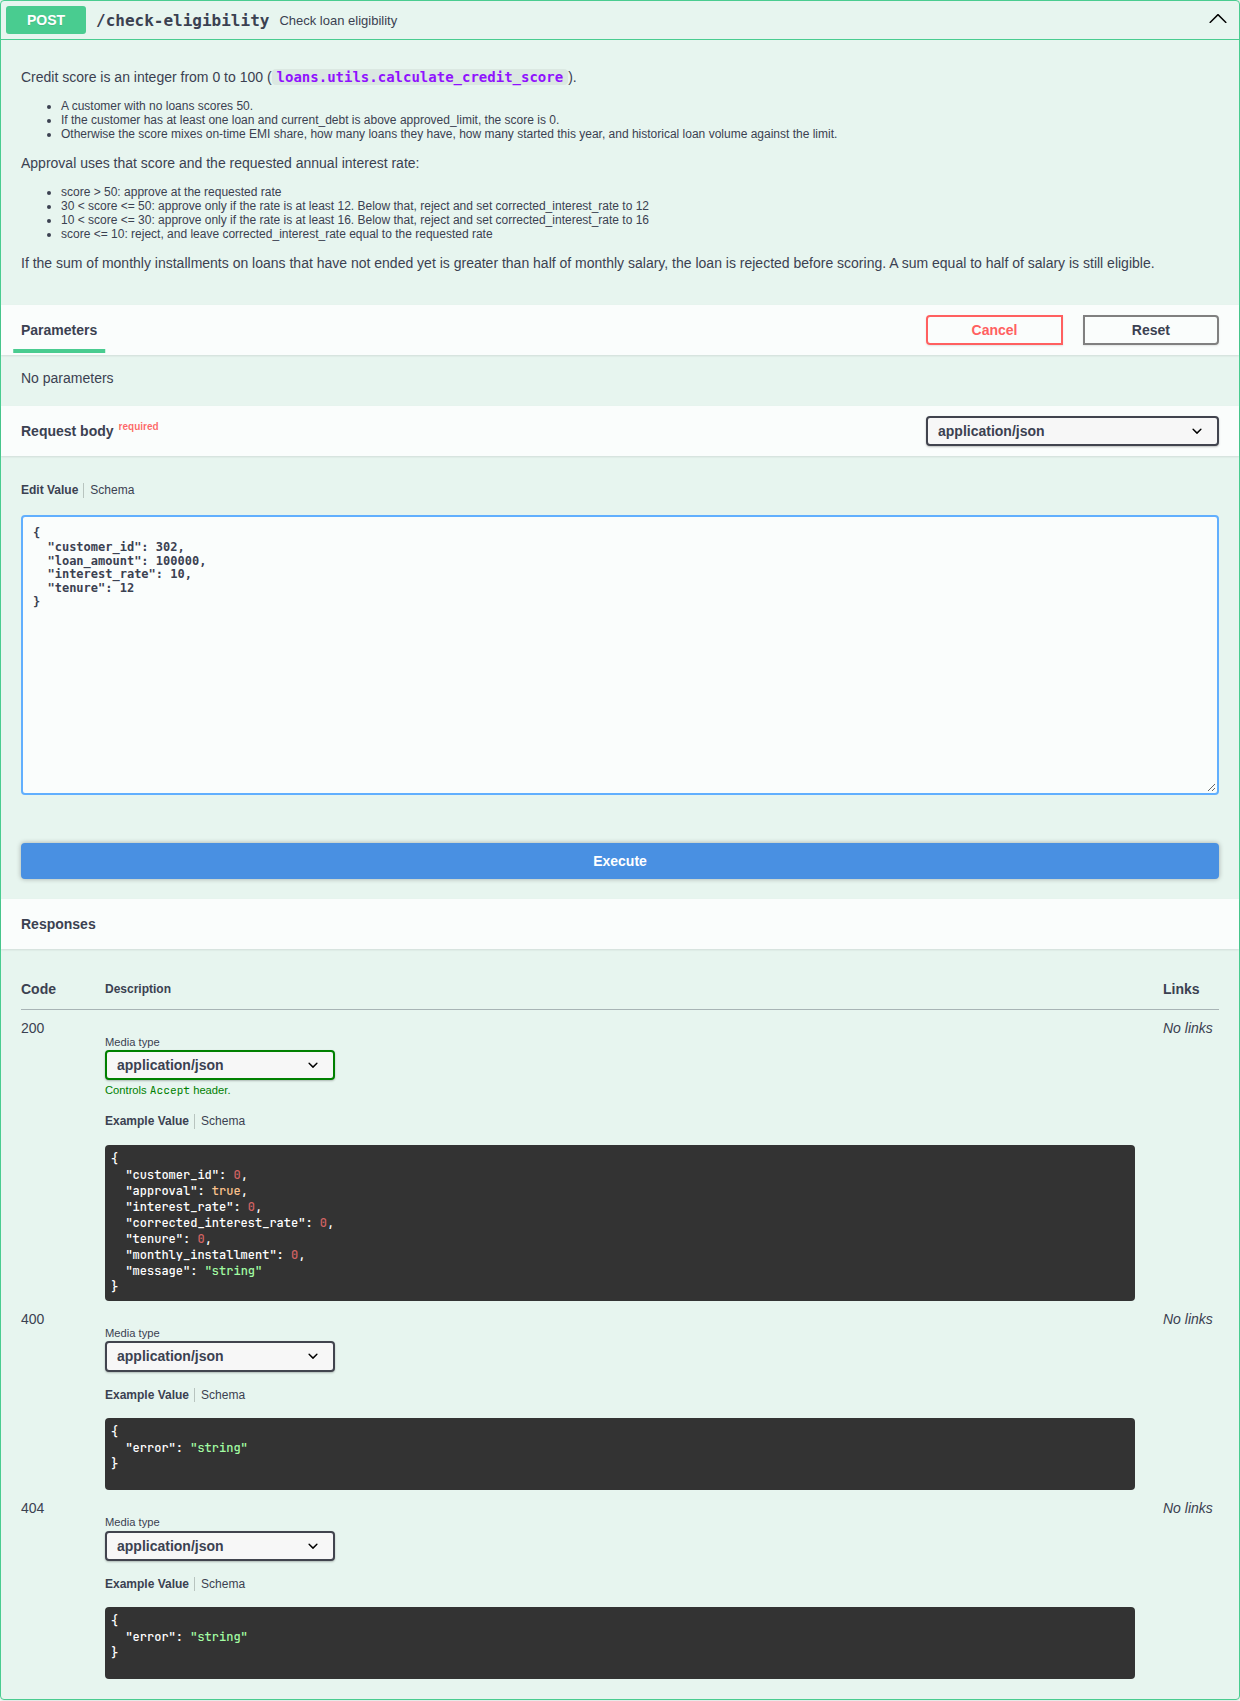 POST /check-eligibility Check loan eligibility
Credit score is an integer from 0 to 100 ( loans.utils.calculate_credit_score ).
A customer with no loans scores 50.
If the customer has at least one loan and current_debt is above approved_limit, the score is 0.
Otherwise the score mixes on-time EMI share, how many loans they have, how many started this year, and historical loan volume against the limit.
Approval uses that score and the requested annual interest rate:
score > 50: approve at the requested rate
30 < score <= 50: approve only if the rate is at least 12. Below that, reject and set corrected_interest_rate to 12
10 < score <= 30: approve only if the rate is at least 16. Below that, reject and set corrected_interest_rate to 16
score <= 10: reject, and leave corrected_interest_rate equal to the requested rate
If the sum of monthly installments on loans that have not ended yet is greater than half of monthly salary, the loan is rejected before scoring. A sum equal to half of salary is still eligible.
Parameters Cancel Reset
No parameters
Request body required application/json
Edit Value Schema
{
  "customer_id": 302,
  "loan_amount": 100000,
  "interest_rate": 10,
  "tenure": 12
}
Execute
Responses
Code Description Links
200 No links
Media type
application/json
Controls Accept header.
Example Value Schema
{
  "customer_id": 0,
  "approval": true,
  "interest_rate": 0,
  "corrected_interest_rate": 0,
  "tenure": 0,
  "monthly_installment": 0,
  "message": "string"
}
400 No links
Media type
application/json
Example Value Schema
{
  "error": "string"
}
404 No links
Media type
application/json
Example Value Schema
{
  "error": "string"
}